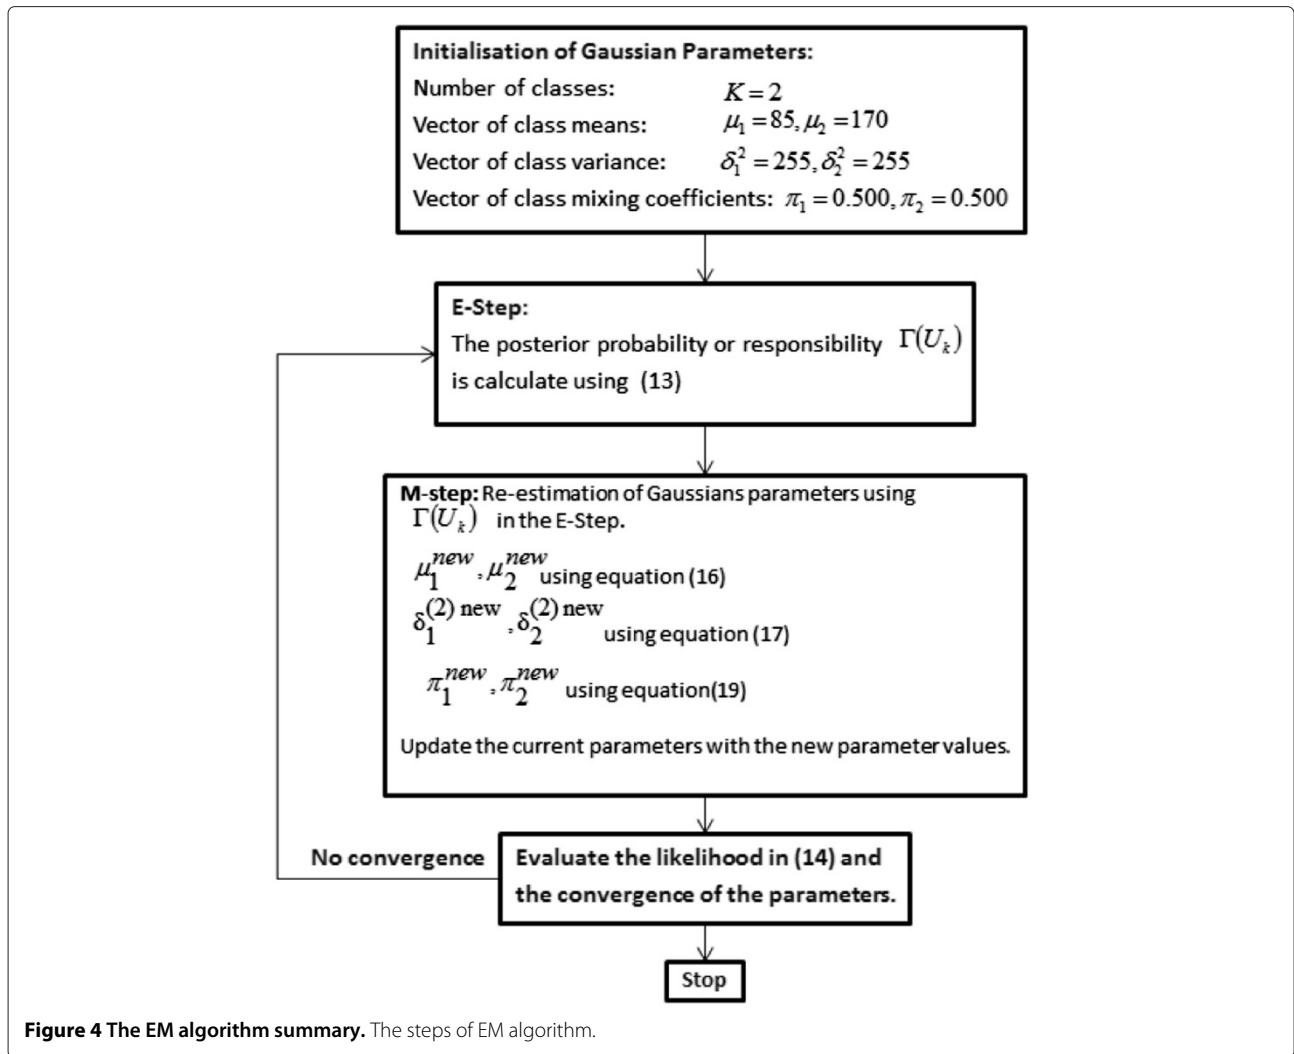 Initialisation of Gaussian Parameters:
Number of classes: K = 2
Vector of class means: μ₁ = 85, μ₂ = 170
Vector of class variance: δ₁² = 255, δ₂² = 255
Vector of class mixing coefficients: π₁ = 0.500, π₂ = 0.500
E-Step:
The posterior probability or responsibility Γ(Uₖ)
is calculate using (13)
M-step: Re-estimation of Gaussians parameters using
Γ(Uₖ) in the E-Step.
μ₁ⁿᵉʷ, μ₂ⁿᵉʷ using equation (16)
δ₁⁽²⁾ ⁿᵉʷ, δ₂⁽²⁾ ⁿᵉʷ using equation (17)
π₁ⁿᵉʷ, π₂ⁿᵉʷ using equation(19)
Update the current parameters with the new parameter values.
No convergence
Evaluate the likelihood in (14) and
the convergence of the parameters.
Stop
Figure 4 The EM algorithm summary. The steps of EM algorithm.